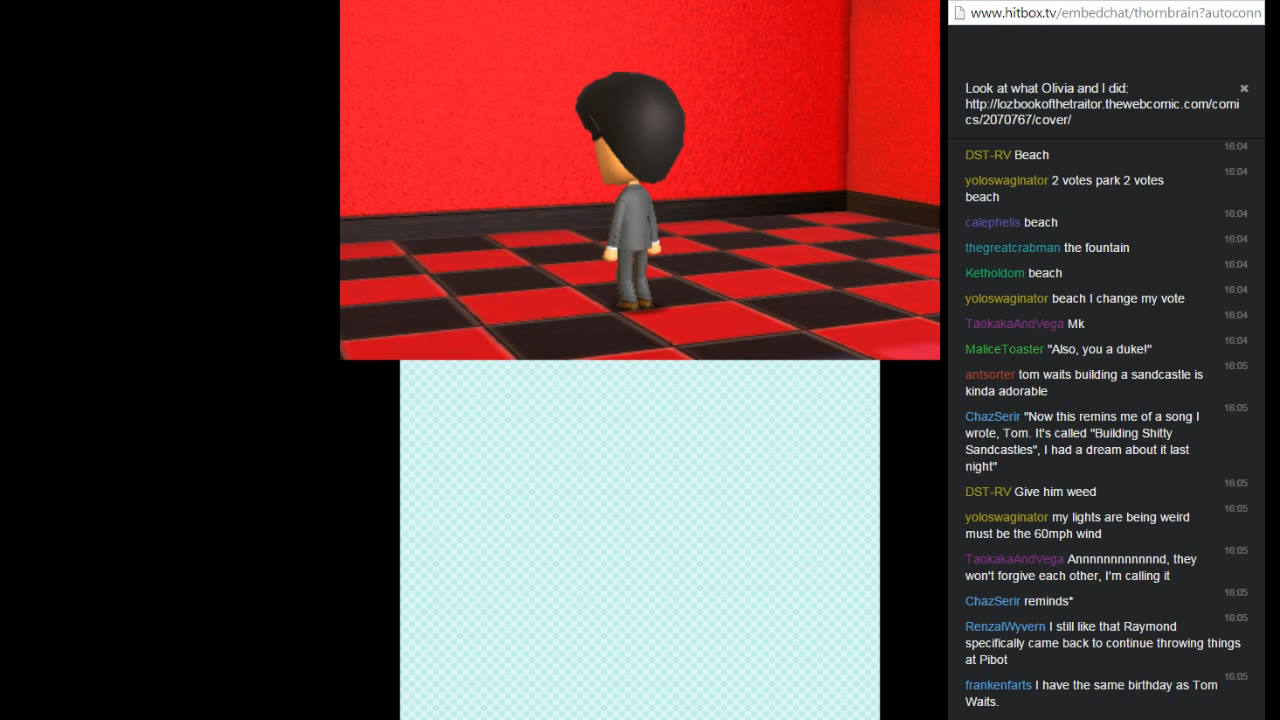 www.hitbox.tv/embedchat/thornbrain?autoconn
Look at what Olivia and I did:
http://lozbookofthetraitor.thewebcomic.com/comi
cs/2070767/cover/
16:04
DST-RV Beach
16:04
yoloswaginator 2 votes park 2 votes
beach
16:04
calephelis beach
16:04
thegreatcrabman the fountain
16:04
Ketholdom beach
16:04
yoloswaginator beach I change my vote
16:04
TaokakaAndVega Mk
16:04
MaliceToaster "Also, you a duke!"
16:05
antsorter tom waits building a sandcastle is
kinda adorable
16:05
ChazSerir "Now this remins me of a song I
wrote, Tom. It's called "Building Shitty
Sandcastles", I had a dream about it last
night"
16:05
DST-RV Give him weed
16:05
yoloswaginator my lights are being weird
must be the 60mph wind
16:05
TaokakaAndVega Annnnnnnnnnnd, they
won't forgive each other, I'm calling it
16:05
ChazSerir reminds*
16:05
RenzalWyvern I still like that Raymond
specifically came back to continue throwing things
at Pibot
16:05
frankenfarts I have the same birthday as Tom
Waits.